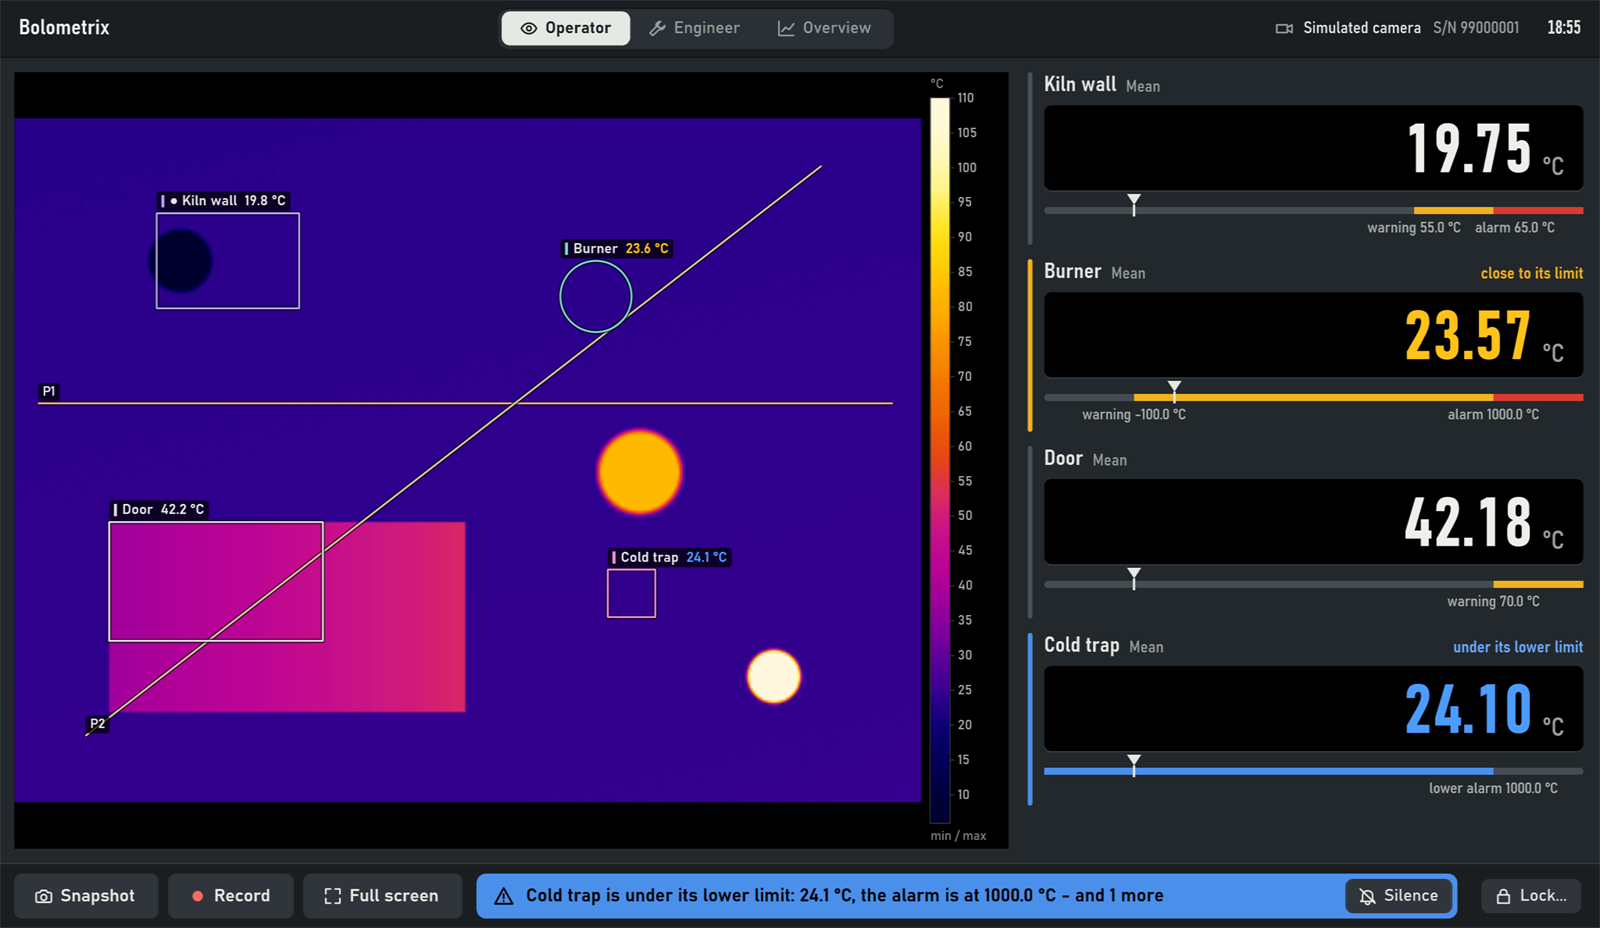 Bolometrix
Operator
Engineer
Overview
Simulated camera S/N 99000001 18:55
Kiln wall 19.8 °C
Burner 23.6 °C
P1
Door 42.2 °C
Cold trap 24.1 °C
P2
°C
110
105
100
95
90
85
80
75
70
65
60
55
50
45
40
35
30
25
20
15
10
min / max
Kiln wall Mean
19.75 °C
warning 55.0 °C alarm 65.0 °C
Burner Mean close to its limit
23.57 °C
warning -100.0 °C alarm 1000.0 °C
Door Mean
42.18 °C
warning 70.0 °C
Cold trap Mean under its lower limit
24.10 °C
lower alarm 1000.0 °C
Snapshot
Record
Full screen
Cold trap is under its lower limit: 24.1 °C, the alarm is at 1000.0 °C – and 1 more
Silence
Lock...